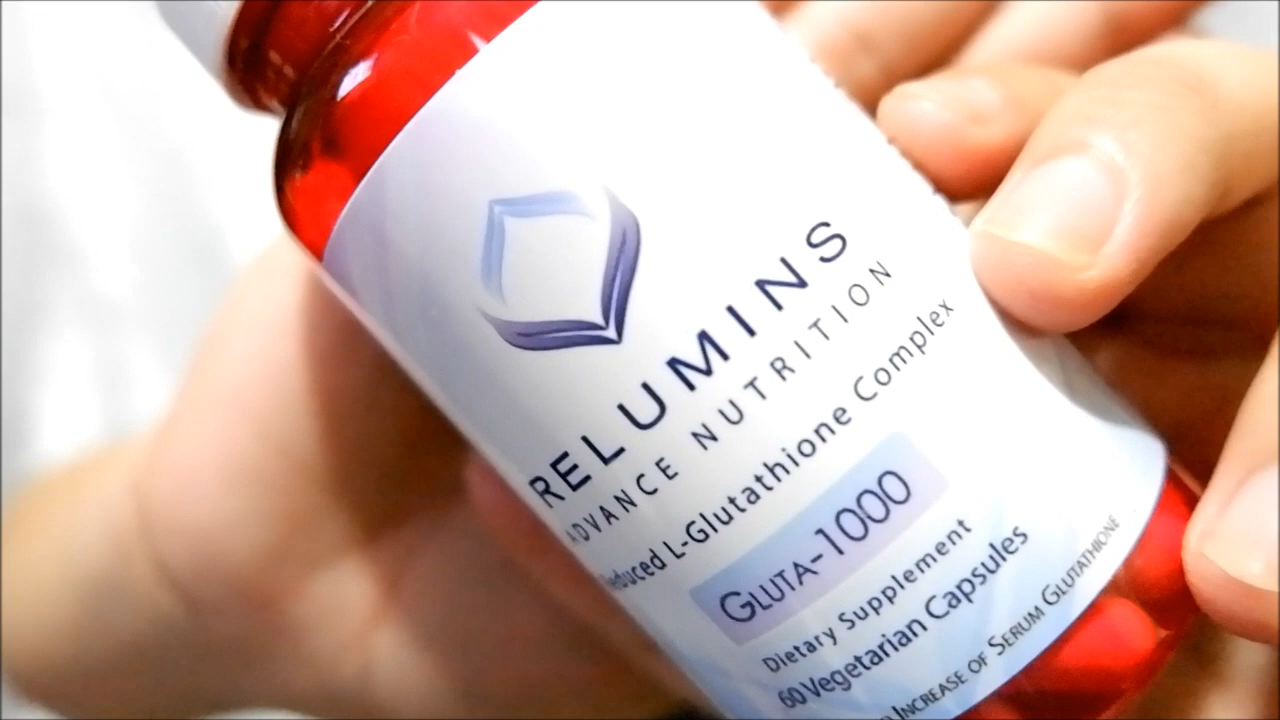 RELUMINS
ADVANCE NUTRITION
Reduced L-Glutathione Complex
GLUTA-1000
Dietary Supplement
60 Vegetarian Capsules
INCREASE OF SERUM GLUTATHIONE